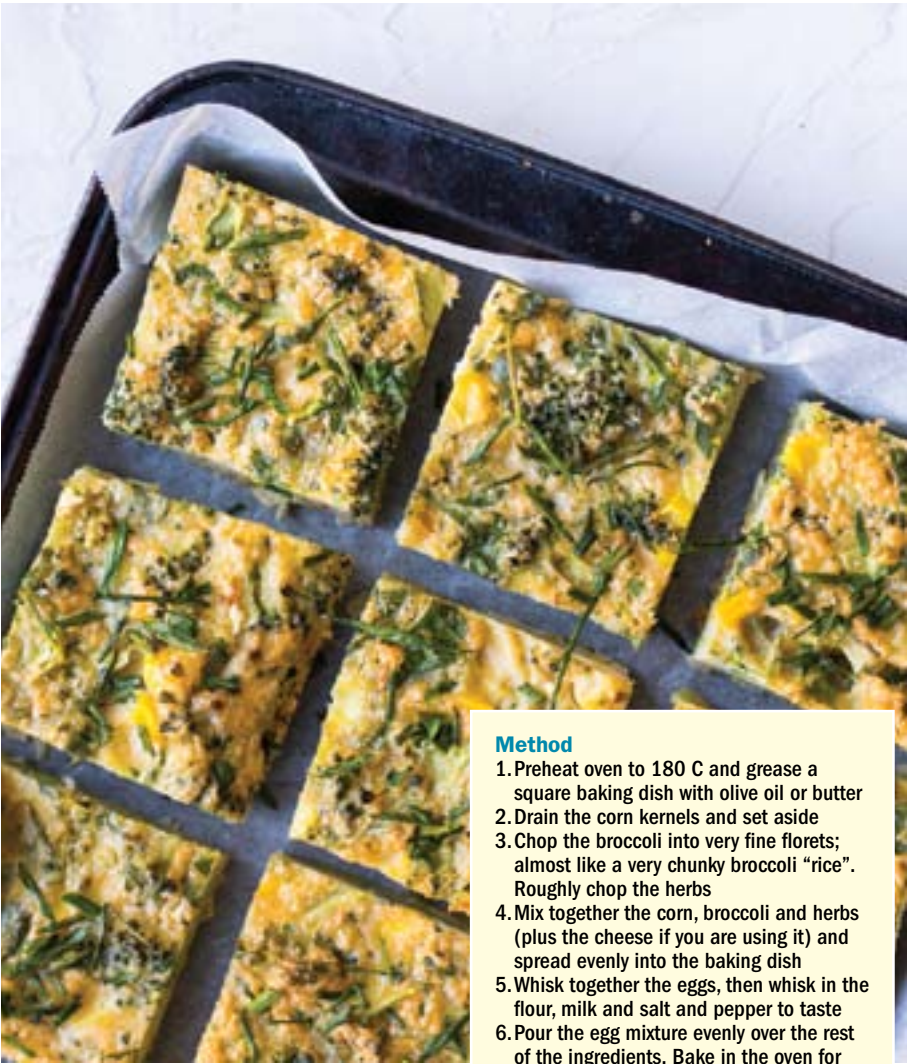 Method
1. Preheat oven to 180 C and grease a
square baking dish with olive oil or butter
2. Drain the corn kernels and set aside
3. Chop the broccoli into very fine florets;
almost like a very chunky broccoli “rice”.
Roughly chop the herbs
4. Mix together the corn, broccoli and herbs
(plus the cheese if you are using it) and
spread evenly into the baking dish
5. Whisk together the eggs, then whisk in the
flour, milk and salt and pepper to taste
6. Pour the egg mixture evenly over the rest
of the ingredients. Bake in the oven for